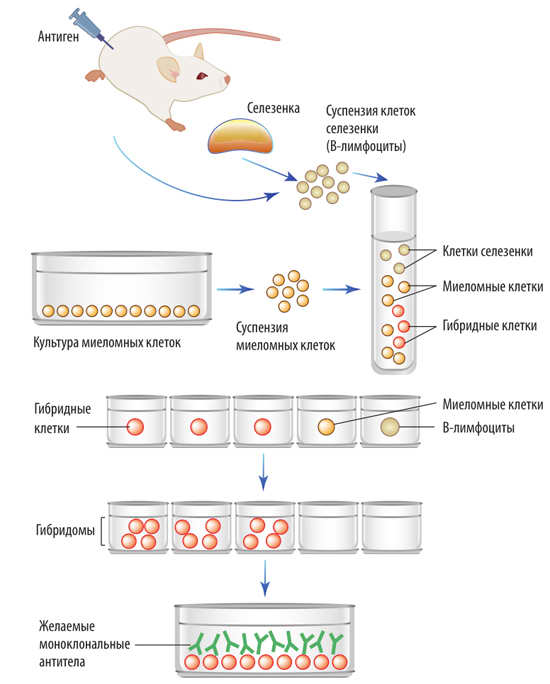 Антиген
Селезенка
Суспензия клеток
селезенки
(В-лимфоциты)
Клетки селезенки
Миеломные клетки
Гибридные клетки
Культура миеломных клеток
Суспензия
миеломных клеток
Гибридные
клетки
Миеломные клетки
В-лимфоциты
Гибридомы
Желаемые
моноклональные
антитела